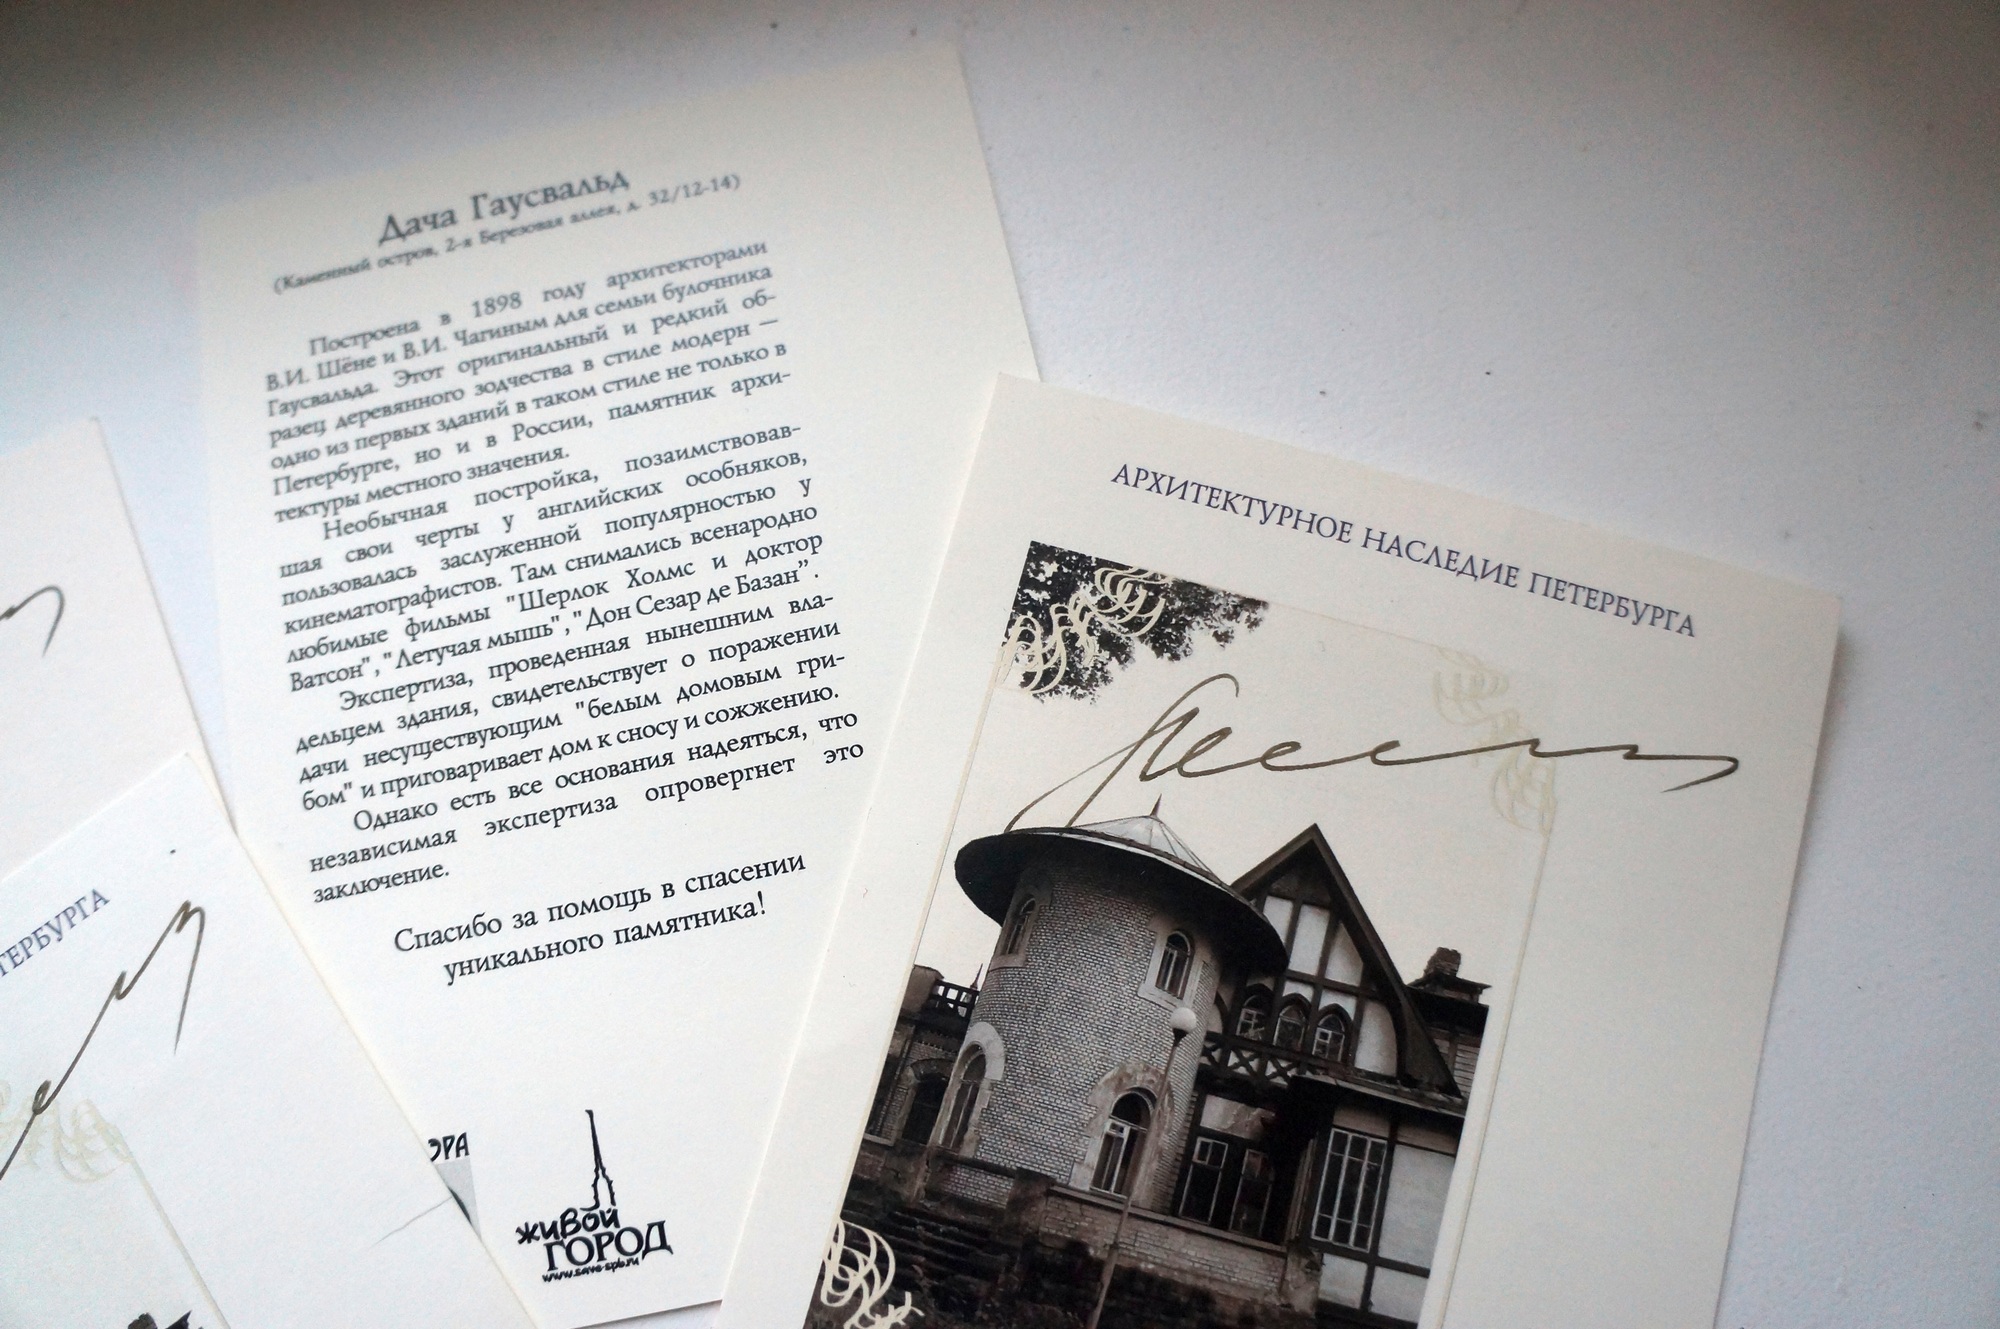 Дача Гаусвальд
(Каменный остров, 2-я Березовая аллея, д. 32/12-14)
Построена в 1898 году архитекторами
В.И. Шёне и В.И. Чагиным для семьи булочника
Гаусвальда. Этот оригинальный и редкий об-
разец деревянного зодчества в стиле модерн —
одно из первых зданий в таком стиле не только в
Петербурге, но и в России, памятник архи-
тектуры местного значения.
Необычная постройка, позаимствовав-
шая свои черты у английских особняков,
пользовалась заслуженной популярностью у
кинематографистов. Там снимались всенародно
любимые фильмы "Шерлок Холмс и доктор
Ватсон", "Летучая мышь", "Дон Сезар де Базан".
Экспертиза, проведенная нынешним вла-
дельцем здания, свидетельствует о поражении
дачи несуществующим "белым домовым гри-
бом" и приговаривает дом к сносу и сожжению.
Однако есть все основания надеяться, что
независимая экспертиза опровергнет это
заключение.
Спасибо за помощь в спасении
уникального памятника!
ЭРА
живой
ГОРОД
www.save-spb.ru
АРХИТЕКТУРНОЕ НАСЛЕДИЕ ПЕТЕРБУРГА
ТЕРБУРГА